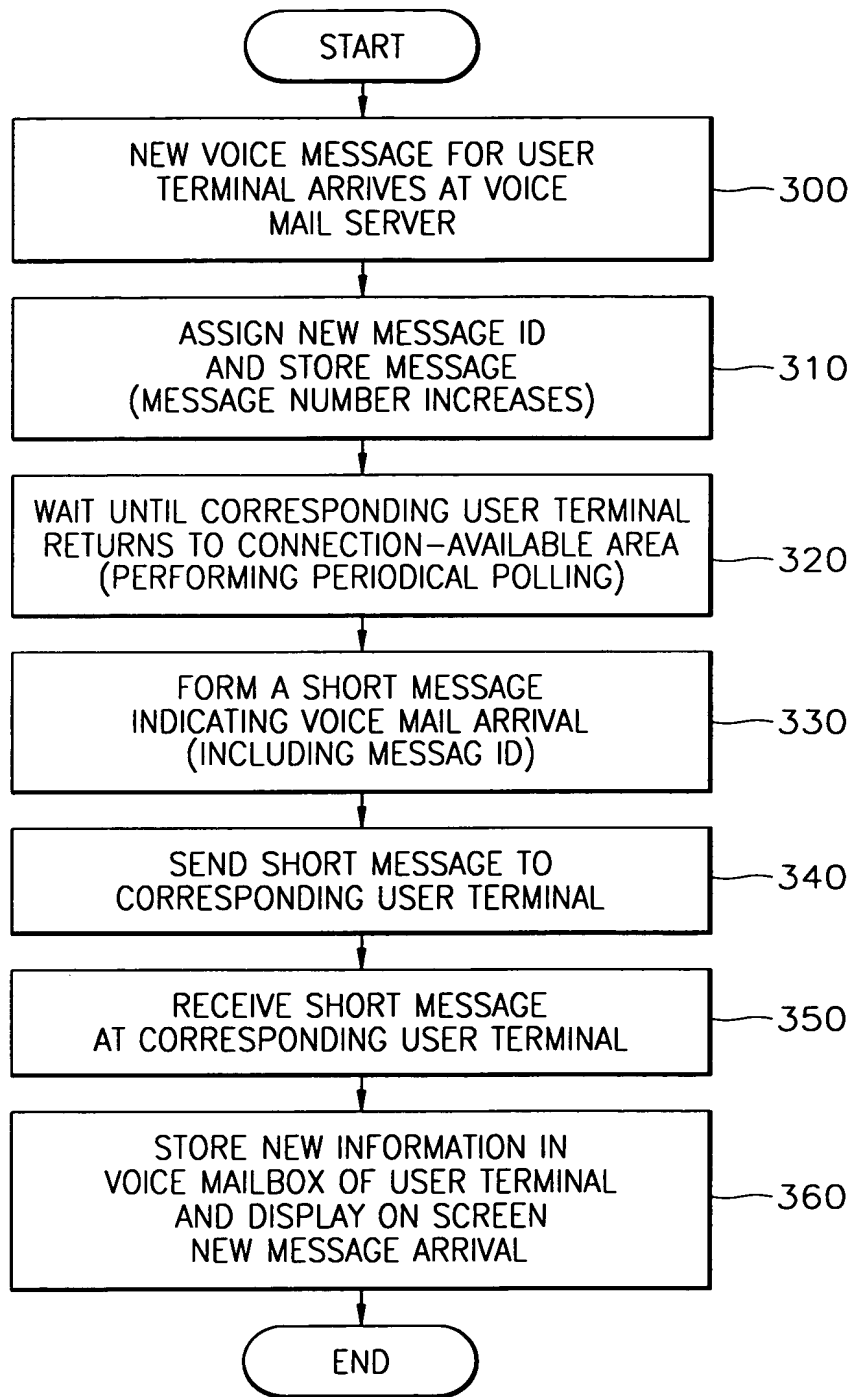 START
NEW VOICE MESSAGE FOR USER
TERMINAL ARRIVES AT VOICE
MAIL SERVER
300
ASSIGN NEW MESSAGE ID
AND STORE MESSAGE
(MESSAGE NUMBER INCREASES)
310
WAIT UNTIL CORRESPONDING USER TERMINAL
RETURNS TO CONNECTION-AVAILABLE AREA
(PERFORMING PERIODICAL POLLING)
320
FORM A SHORT MESSAGE
INDICATING VOICE MAIL ARRIVAL
(INCLUDING MESSAG ID)
330
SEND SHORT MESSAGE TO
CORRESPONDING USER TERMINAL
340
RECEIVE SHORT MESSAGE
AT CORRESPONDING USER TERMINAL
350
STORE NEW INFORMATION IN
VOICE MAILBOX OF USER TERMINAL
AND DISPLAY ON SCREEN
NEW MESSAGE ARRIVAL
360
END